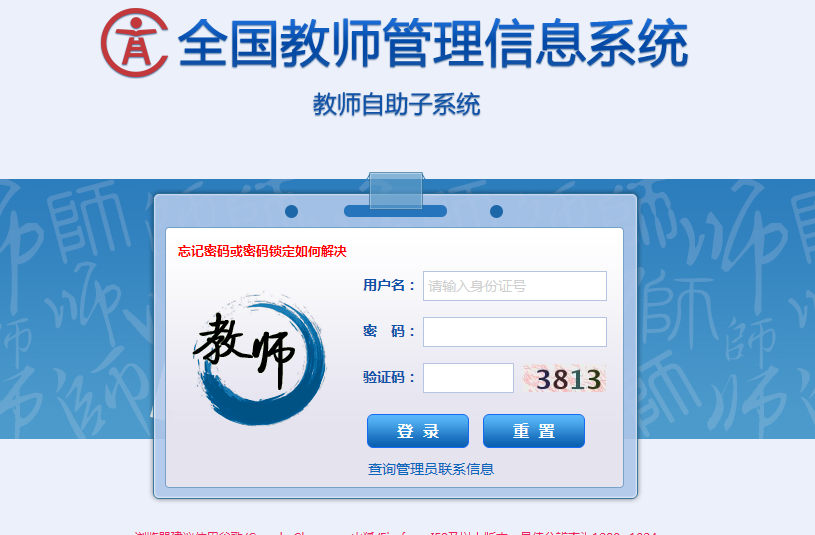 全国教师管理信息系统
教师自助子系统
忘记密码或密码锁定如何解决
用户名：
请输入身份证号
教师
密 码：
验证码：
3813
登 录
重 置
查询管理员联系信息